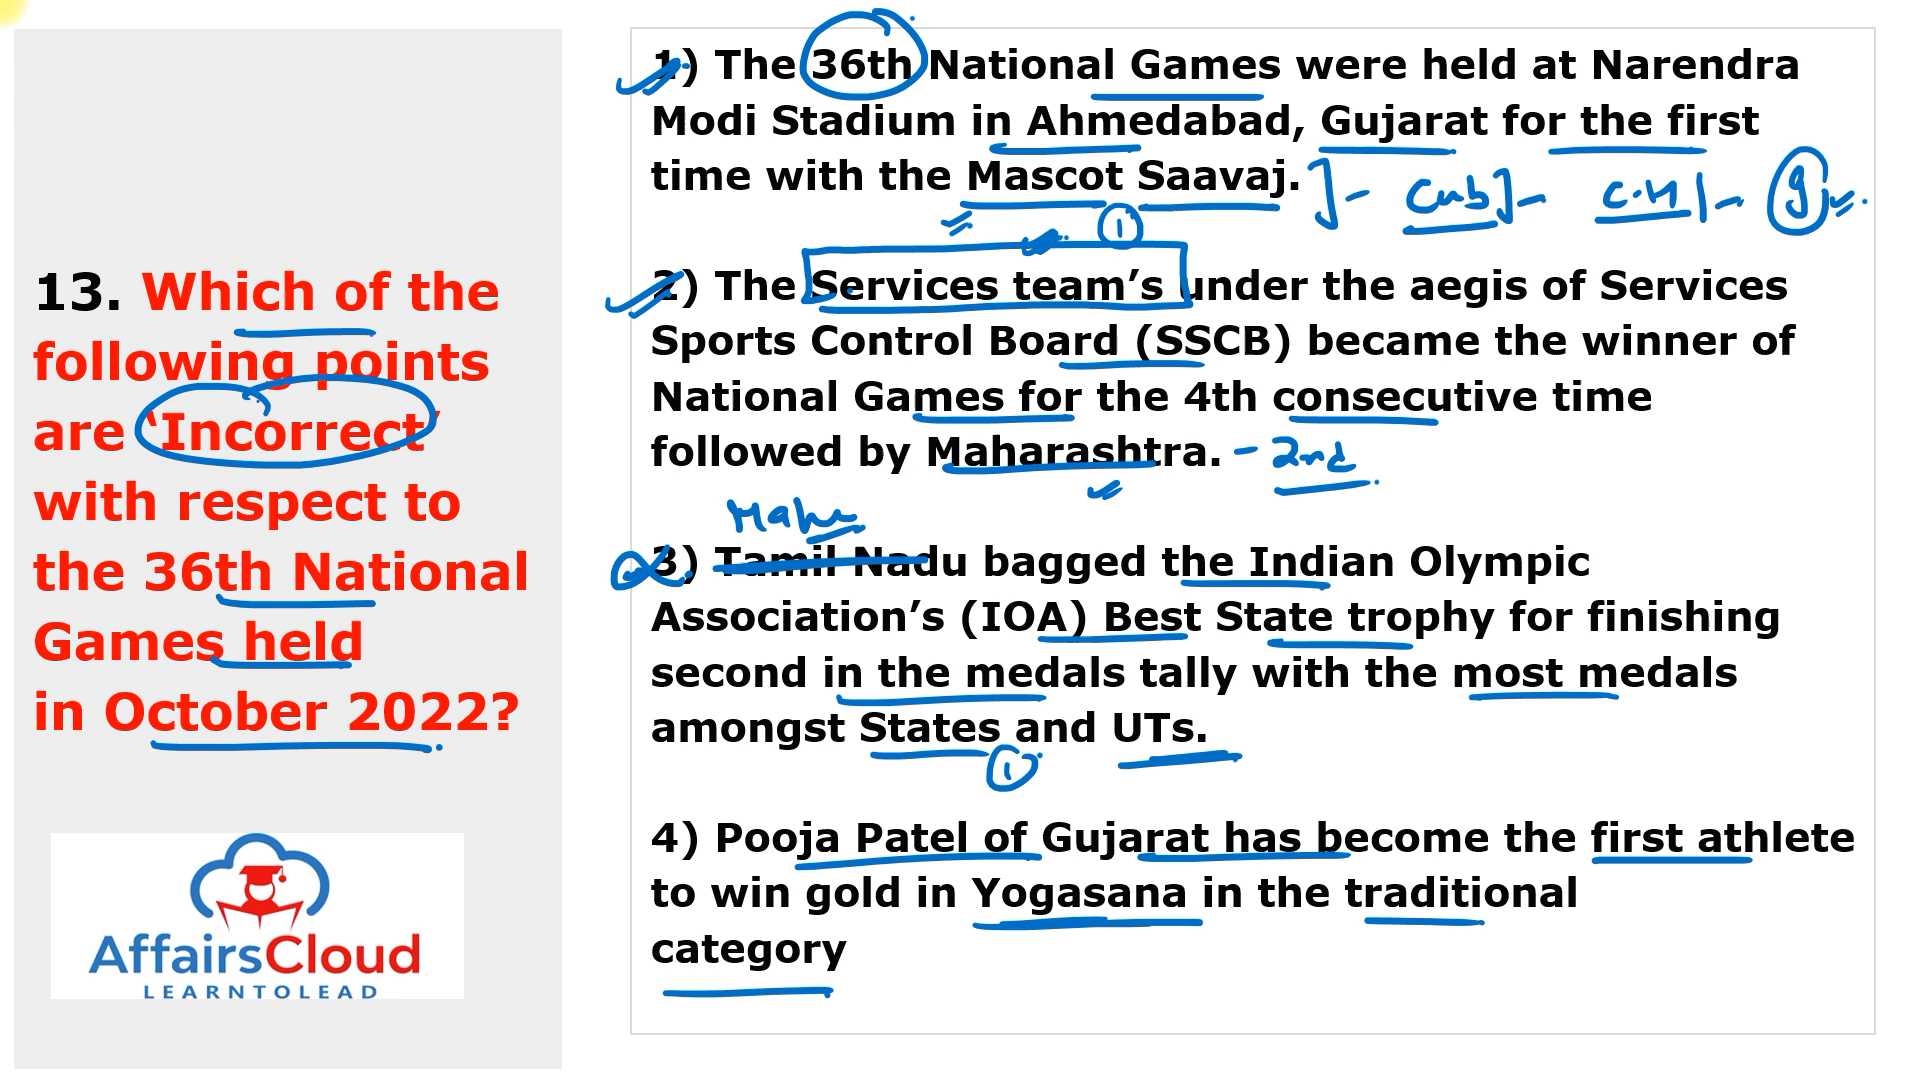 13. Which of the
following points
are ‘Incorrect’
with respect to
the 36th National
Games held
in October 2022?
AffairsCloud
LEARNTOLEAD
1) The 36th National Games were held at Narendra
Modi Stadium in Ahmedabad, Gujarat for the first
time with the Mascot Saavaj. ]- Cub]- C.M|-
1
2) The Services team’s under the aegis of Services
Sports Control Board (SSCB) became the winner of
National Games for the 4th consecutive time
followed by Maharashtra. - 2nd
Maha
3) Tamil Nadu bagged the Indian Olympic
Association’s (IOA) Best State trophy for finishing
second in the medals tally with the most medals
amongst States and UTs.
1
4) Pooja Patel of Gujarat has become the first athlete
to win gold in Yogasana in the traditional
category